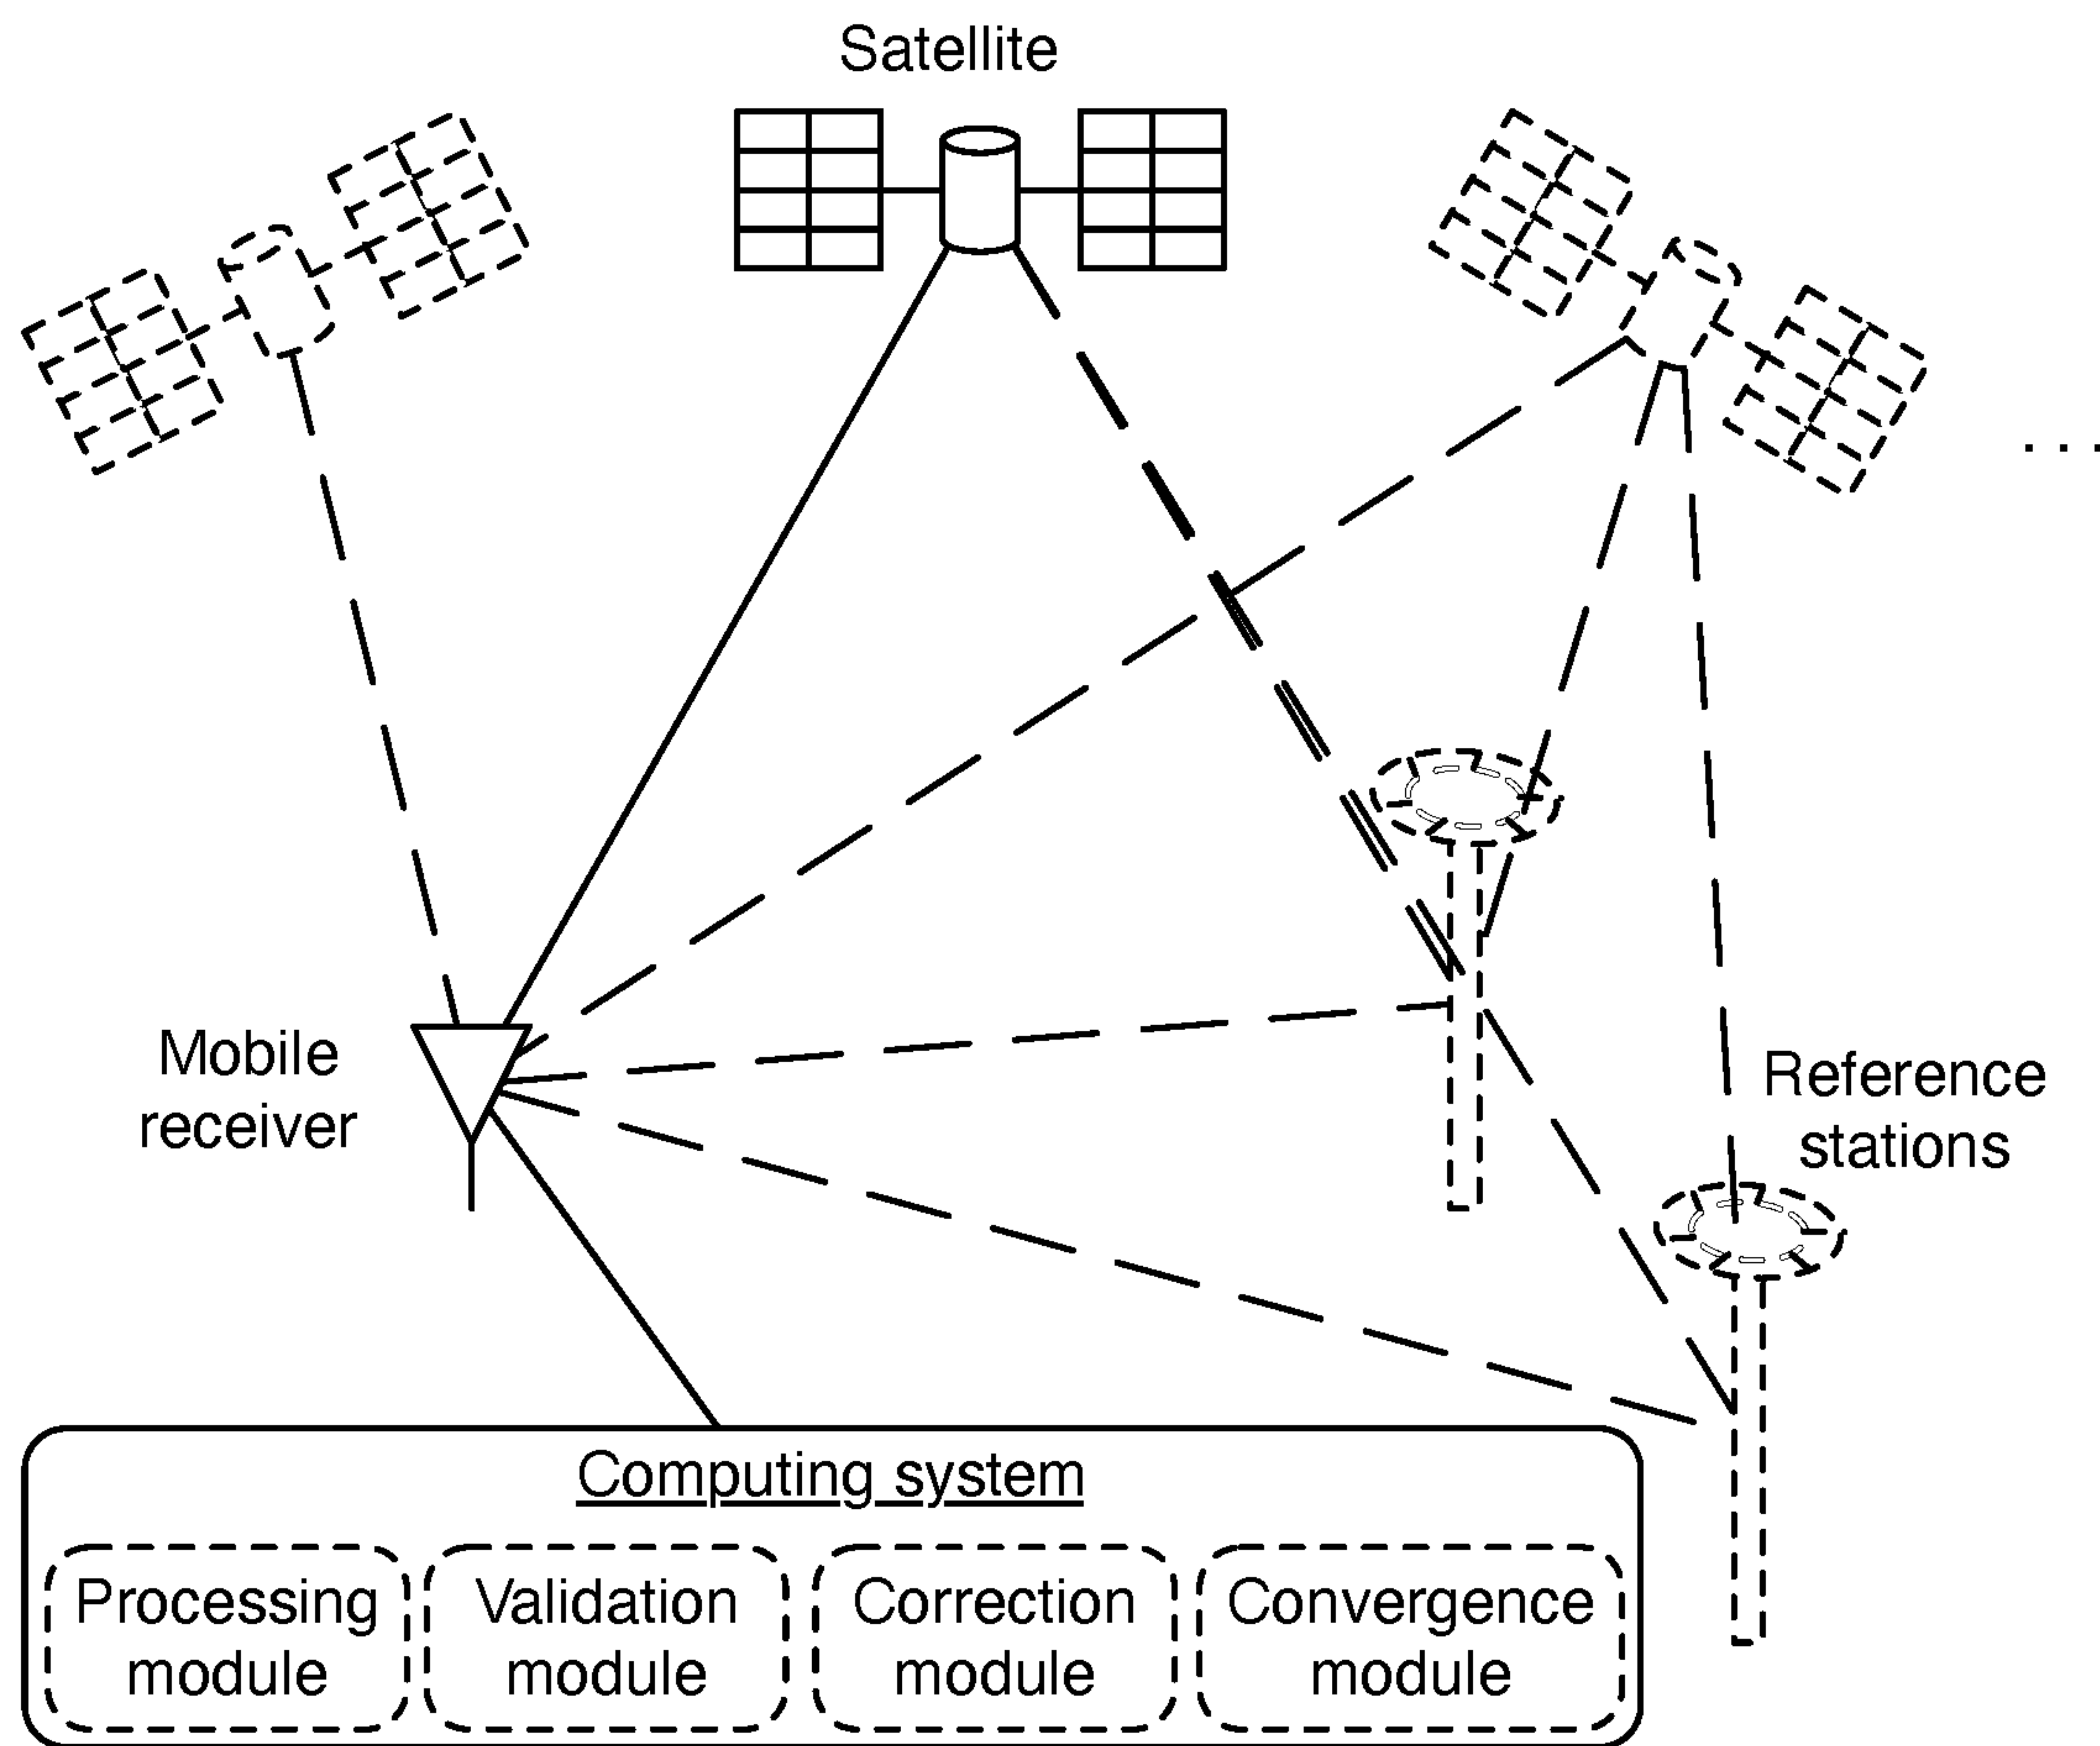 Satellite
. . .
Mobile
receiver
Reference
stations
Computing system
Processing
module
Validation
module
Correction
module
Convergence
module